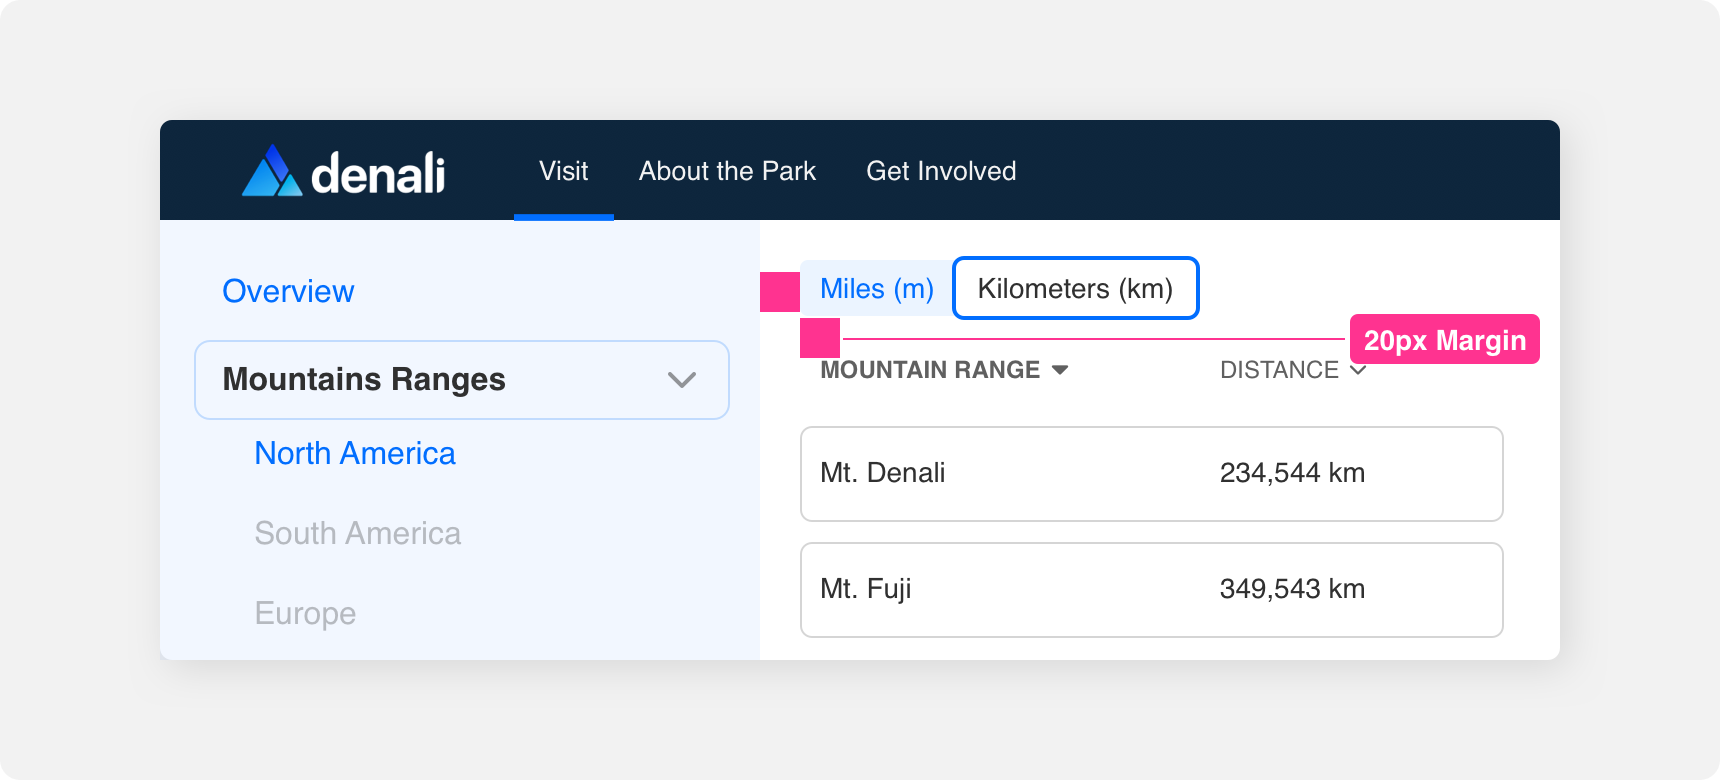 denali
Visit
About the Park
Get Involved
Overview
Mountains Ranges
North America
South America
Europe
Miles (m)
Kilometers (km)
20px Margin
MOUNTAIN RANGE
DISTANCE
Mt. Denali
234,544 km
Mt. Fuji
349,543 km